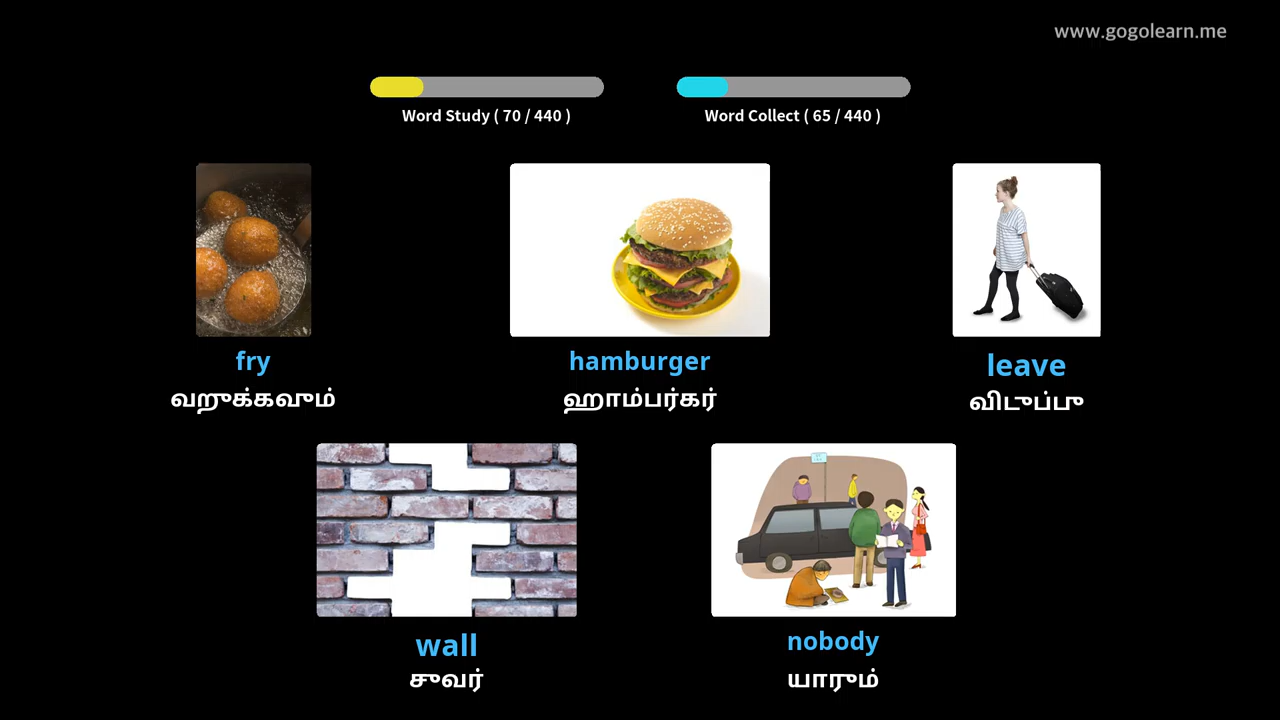 www.gogolearn.me
Word Study ( 70 / 440 )
Word Collect ( 65 / 440 )
fry
வறுக்கவும்
hamburger
ஹாம்பர்கர்
leave
விடுப்பு
wall
சுவர்
nobody
யாரும்